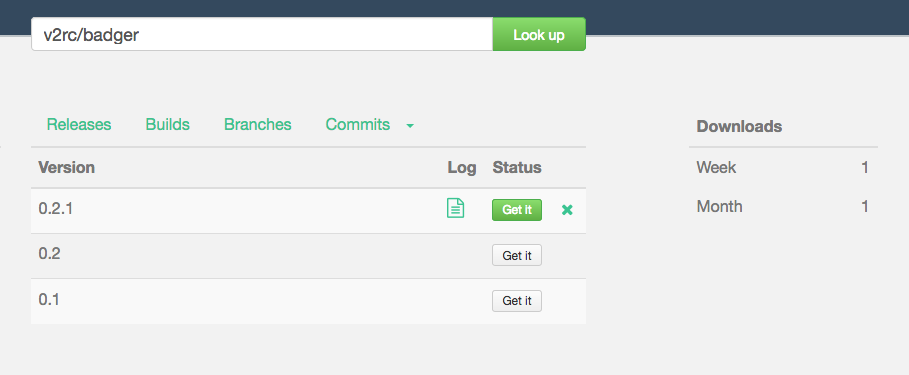 v2rc/badger Look up
Releases Builds Branches Commits
Version Log Status
0.2.1 Get it
0.2 Get it
0.1 Get it
Downloads
Week 1
Month 1